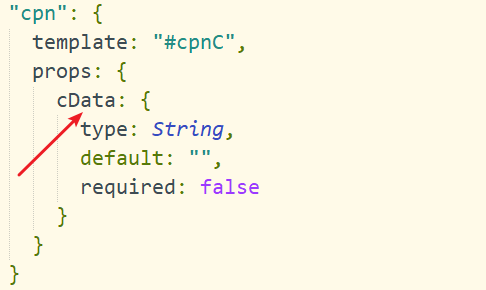 "cpn": {
template: "#cpnC",
props: {
cData: {
type: String,
default: "",
required: false
}
}
}